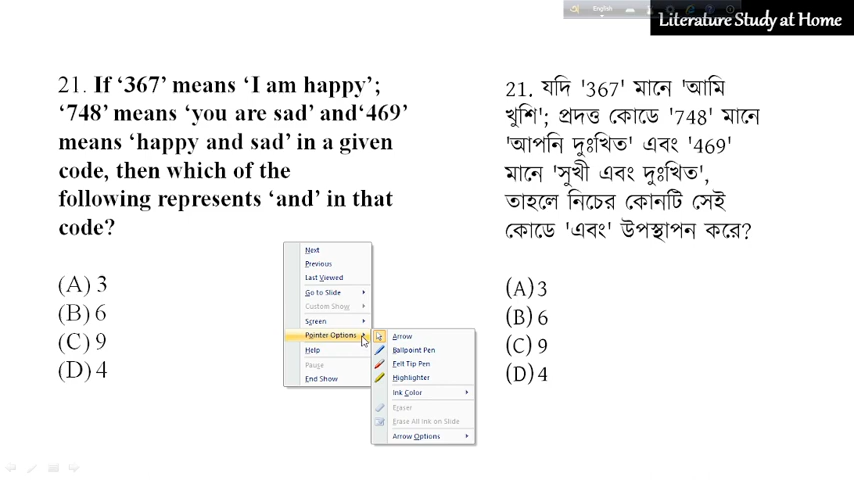 English
Literature Study at Home
21. If ‘367’ means ‘I am happy’;
‘748’ means ‘you are sad’ and‘469’
means ‘happy and sad’ in a given
code, then which of the
following represents ‘and’ in that
code?
(A) 3
(B) 6
(C) 9
(D) 4
21. যদি '367' মানে 'আমি
খুশি'; প্রদত্ত কোডে '748' মানে
'আপনি দুঃখিত' এবং '469'
মানে 'সুখী এবং দুঃখিত',
তাহলে নিচের কোনটি সেই
কোডে 'এবং' উপস্থাপন করে?
(A) 3
(B) 6
(C) 9
(D) 4
Next
Previous
Last Viewed
Go to Slide
Custom Show
Screen
Pointer Options
Help
Pause
End Show
Arrow
Ballpoint Pen
Felt Tip Pen
Highlighter
Ink Color
Eraser
Erase All Ink on Slide
Arrow Options